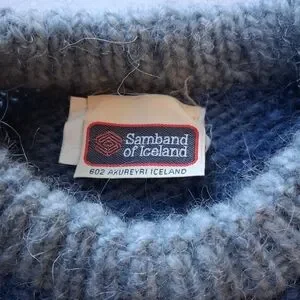 Samband
of Iceland
602 AKUREYRI ICELAND